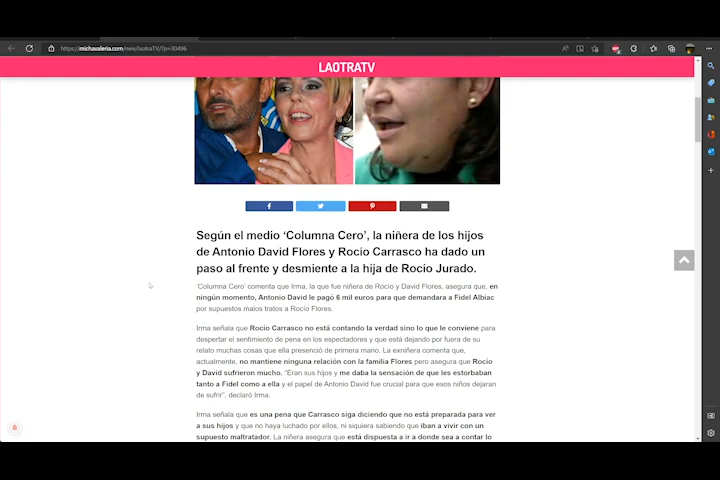 https://michavaleria.com/new/laotraTV/?p=30496
LAOTRATV
Según el medio 'Columna Cero', la niñera de los hijos
de Antonio David Flores y Rocío Carrasco ha dado un
paso al frente y desmiente a la hija de Rocío Jurado.
'Columna Cero' comenta que Irma, la que fue niñera de Rocío y David Flores, asegura que, en
ningún momento, Antonio David le pagó 6 mil euros para que demandara a Fidel Albiac
por supuestos malos tratos a Rocío Flores.
Irma señala que Rocío Carrasco no está contando la verdad sino lo que le conviene para
despertar el sentimiento de pena en los espectadores y que está dejando por fuera de su
relato muchas cosas que ella presenció de primera mano. La exniñera comenta que,
actualmente, no mantiene ninguna relación con la familia Flores pero asegura que Rocío
y David sufrieron mucho. "Eran sus hijos y me daba la sensación de que les estorbaban
tanto a Fidel como a ella y el papel de Antonio David fue crucial para que esos niños dejaran
de sufrir", declaró Irma.
Irma señala que es una pena que Carrasco siga diciendo que no está preparada para ver
a sus hijos y que no haya luchado por ellos, ni siquiera sabiendo que iban a vivir con un
supuesto maltratador. La niñera asegura que está dispuesta a ir a donde sea a contar lo